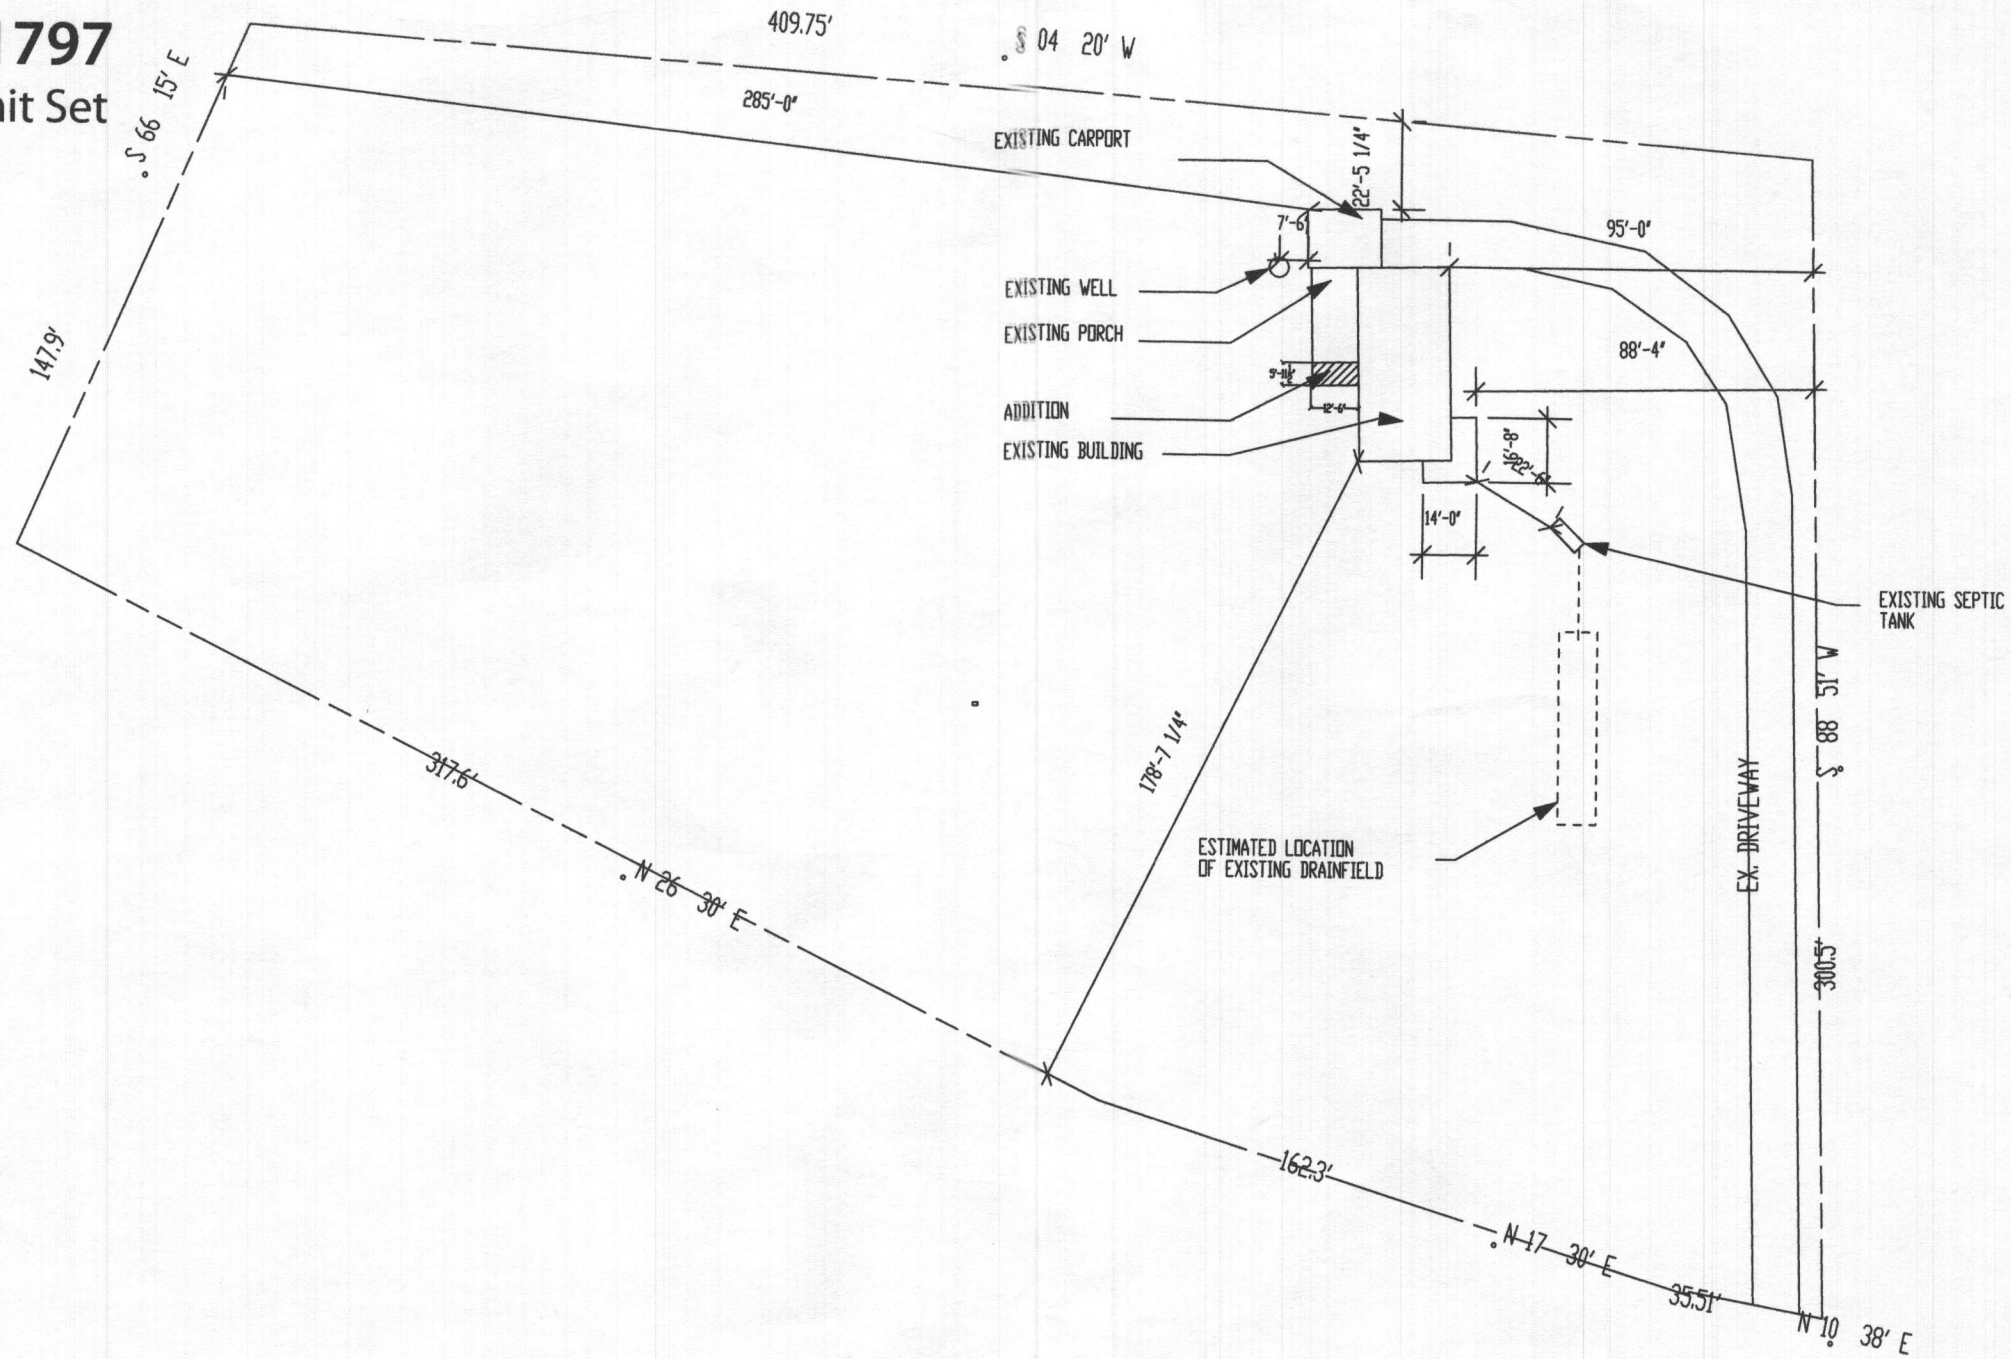 1797
nit Set
409.75'
S 04 20' W
S 66 15' E
285'-0"
EXISTING CARPORT
22'-5 1/4"
7'-6"
95'-0"
EXISTING WELL
EXISTING PORCH
88'-4"
147.9'
12'-6"
ADDITION
EXISTING BUILDING
16'-8"
22'-6"
14'-0"
EXISTING SEPTIC
TANK
S 88 51' W
178'-7 1/4"
317.6'
EX. DRIVEWAY
ESTIMATED LOCATION
OF EXISTING DRAINFIELD
N 26 30' E
300.5'
162.3'
N 17 30' E
35.51'
N 10 38' E